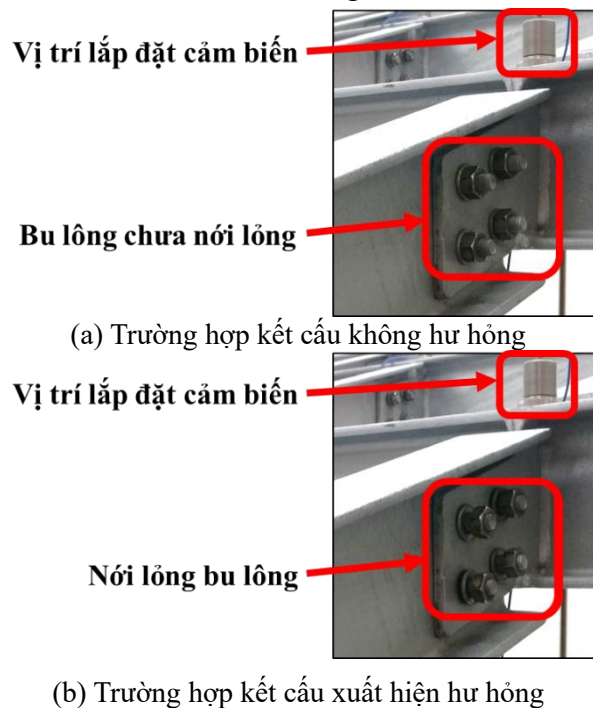 Vị trí lắp đặt cảm biến
Bu lông chưa nới lỏng
(a) Trường hợp kết cấu không hư hỏng
Vị trí lắp đặt cảm biến
Nới lỏng bu lông
(b) Trường hợp kết cấu xuất hiện hư hỏng